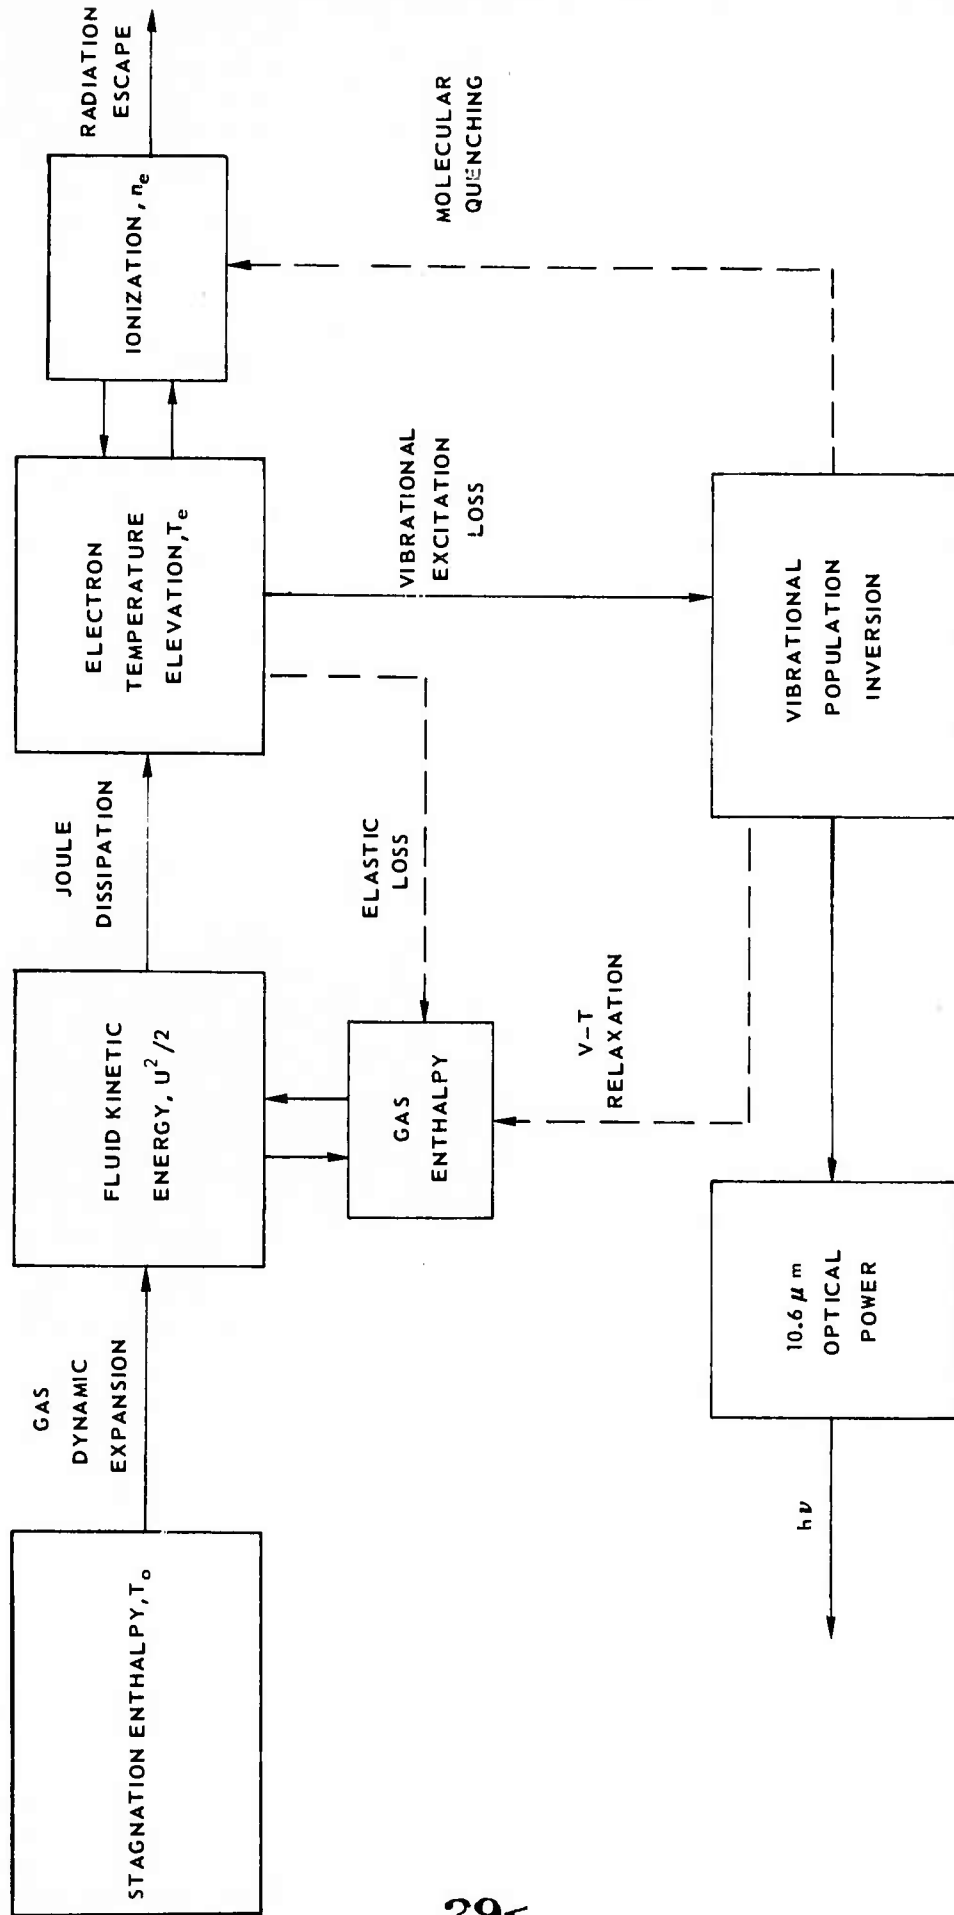 STAGNATION ENTHALPY, To
GAS
DYNAMIC
EXPANSION
FLUID KINETIC
ENERGY, U²/2
JOULE
DISSIPATION
ELECTRON
TEMPERATURE
ELEVATION, Te
IONIZATION, ne
RADIATION
ESCAPE
GAS
ENTHALPY
ELASTIC
LOSS
VIBRATIONAL
EXCITATION
LOSS
MOLECULAR
QUENCHING
V-T
RELAXATION
hν
10.6 μm
OPTICAL
POWER
VIBRATIONAL
POPULATION
INVERSION
29